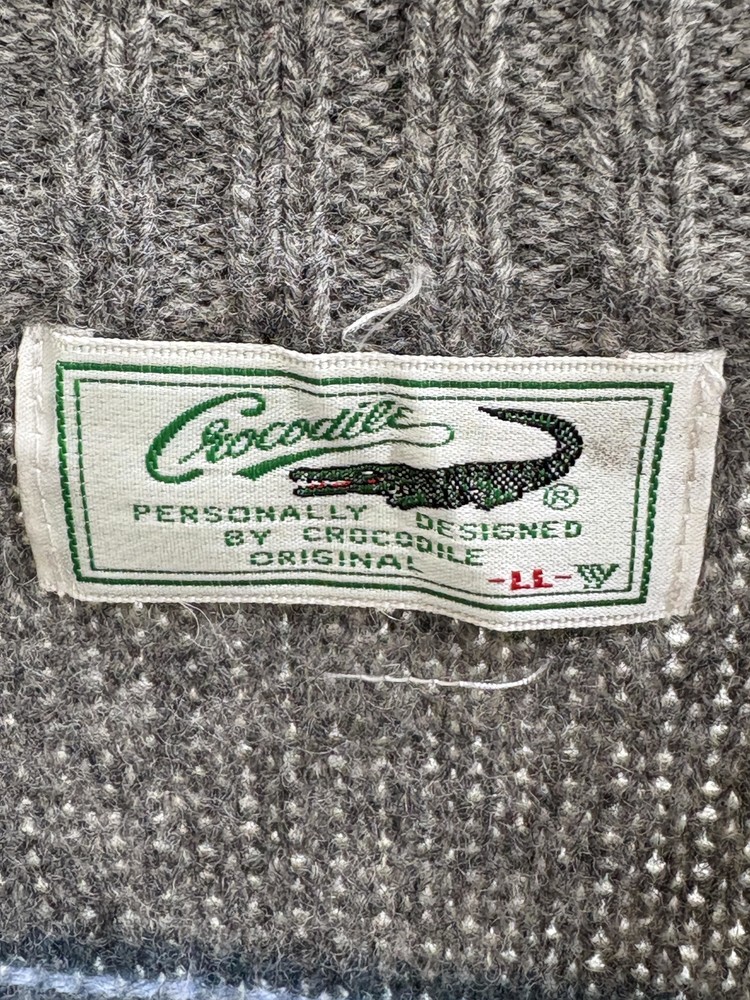 Crocodile
®
PERSONALLY DESIGNED
BY CROCODILE
ORIGINAL
-LL-